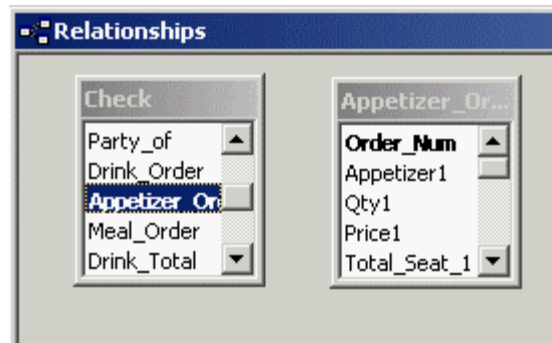 Relationships
Check
Party_of
Drink_Order
Appetizer_Or
Meal_Order
Drink_Total
Appetizer_Or...
Order_Num
Appetizer1
Qty1
Price1
Total_Seat_1